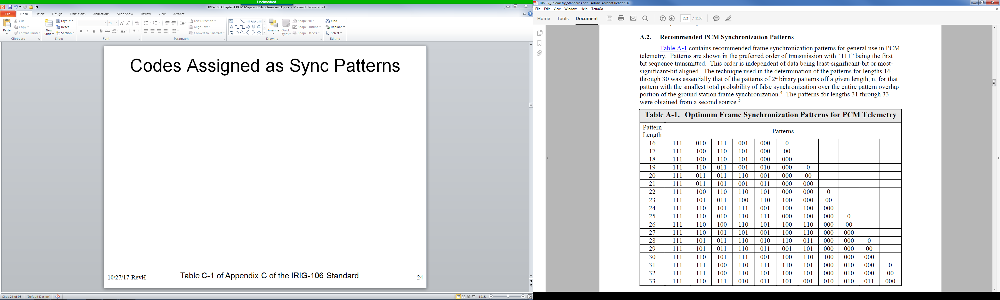 Unclassified
IRIG-106 Chapter 4 PCM Maps and Structures revH.pptx - Microsoft PowerPoint
File Home Insert Design Transitions Animations Slide Show Review View Acrobat
Paste
Cut
Copy
Format Painter
Clipboard
New Slide
Layout
Reset
Section
Slides
28
B I U S abc AV Aa A
Font
Text Direction
Align Text
Convert to SmartArt
Paragraph
Arrange
Quick Styles
Shape Fill
Shape Outline
Shape Effects
Drawing
Find
Replace
Select
Editing
Codes Assigned as Sync Patterns
10/27/17 RevH
Table C-1 of Appendix C of the IRIG-106 Standard
24
Slide 24 of 93 "Default Design" 121%
106-17_Telemetry_Standards.pdf - Adobe Acrobat Reader DC
File Edit View Window Help TerraGo
Home Tools Document 232 / 1166
A.2. Recommended PCM Synchronization Patterns
Table A-1 contains recommended frame synchronization patterns for general use in PCM
telemetry. Patterns are shown in the preferred order of transmission with “111” being the first
bit sequence transmitted. This order is independent of data being least-significant-bit or most-
significant-bit aligned. The technique used in the determination of the patterns for lengths 16
through 30 was essentially that of the patterns of 2ⁿ binary patterns off a given length, n, for that
pattern with the smallest total probability of false synchronization over the entire pattern overlap
portion of the ground station frame synchronization.⁴ The patterns for lengths 31 through 33
were obtained from a second source.⁵
Table A-1. Optimum Frame Synchronization Patterns for PCM Telemetry
Pattern Length Patterns
16 111 010 111 001 000 0
17 111 100 110 101 000 00
18 111 100 110 101 000 000
19 111 110 011 001 010 000 0
20 111 011 011 110 001 000 00
21 111 011 101 001 011 000 000
22 111 100 110 110 101 000 000 0
23 111 101 011 100 110 100 000 00
24 111 110 101 111 001 100 100 000
25 111 110 010 110 111 000 100 000 0
26 111 110 100 110 101 100 110 000 00
27 111 110 101 101 001 100 110 000 000
28 111 101 011 110 010 110 011 000 000 0
29 111 101 011 110 011 001 101 000 000 00
30 111 110 101 111 001 100 110 100 000 000
31 111 111 100 110 111 110 101 000 010 000 0
32 111 111 100 110 101 100 101 000 010 000 00
33 111 110 111 010 011 101 001 010 010 011 000